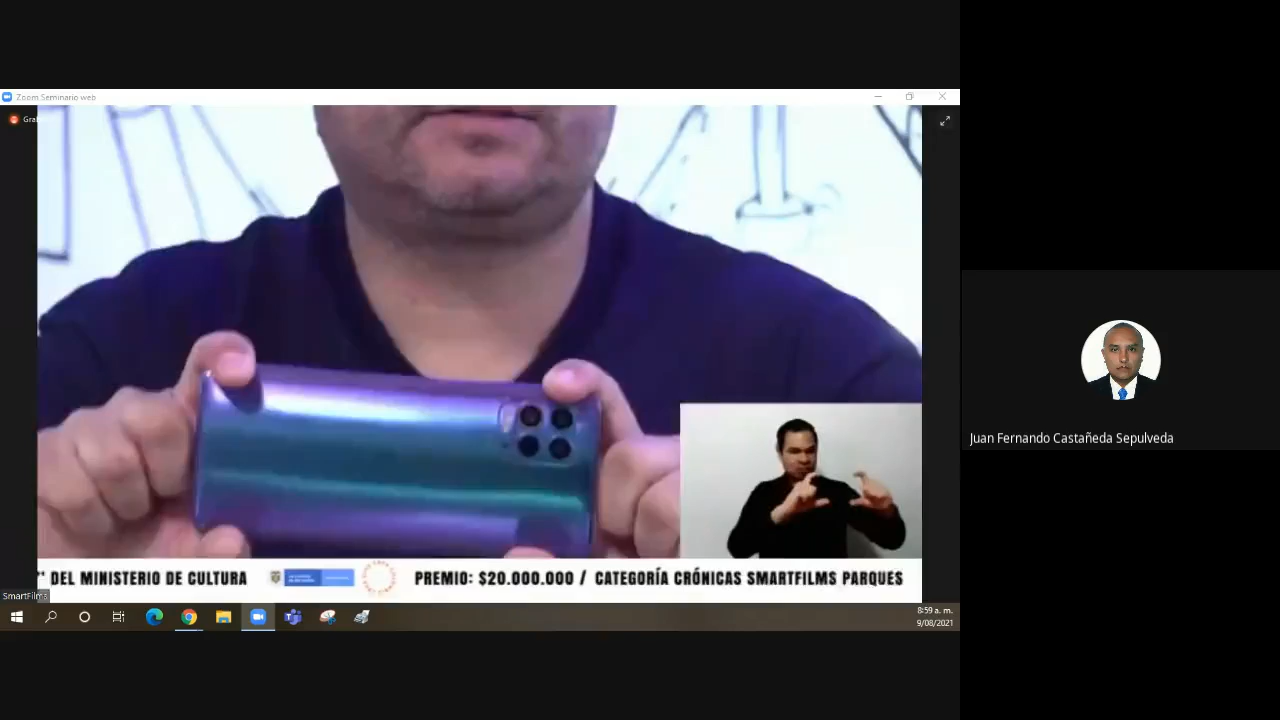 Zoom Seminario web
Gral
" DEL MINISTERIO DE CULTURA
PREMIO: $20.000.000 / CATEGORÍA CRÓNICAS SMARTFILMS PARQUES
SmartFilms
8:59 a. m.
9/08/2021
Juan Fernando Castañeda Sepulveda